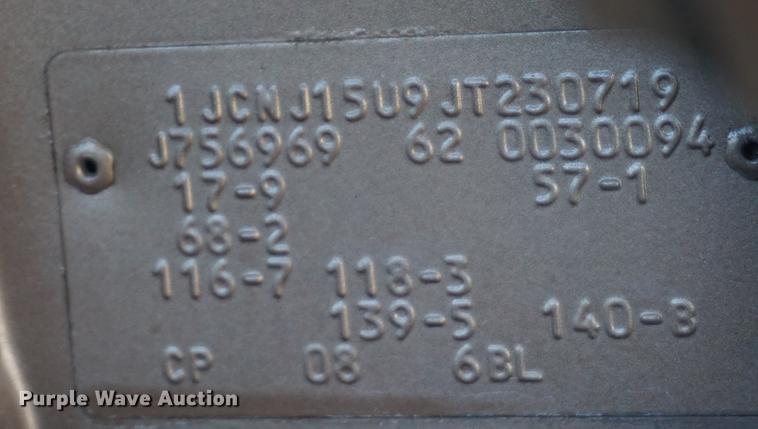 1JCNJ15U9JT230719
J756969 62 0030094
17-9 57-1
68-2
116-7 118-3
139-5 140-3
CP 08 6BL
Purple Wave Auction